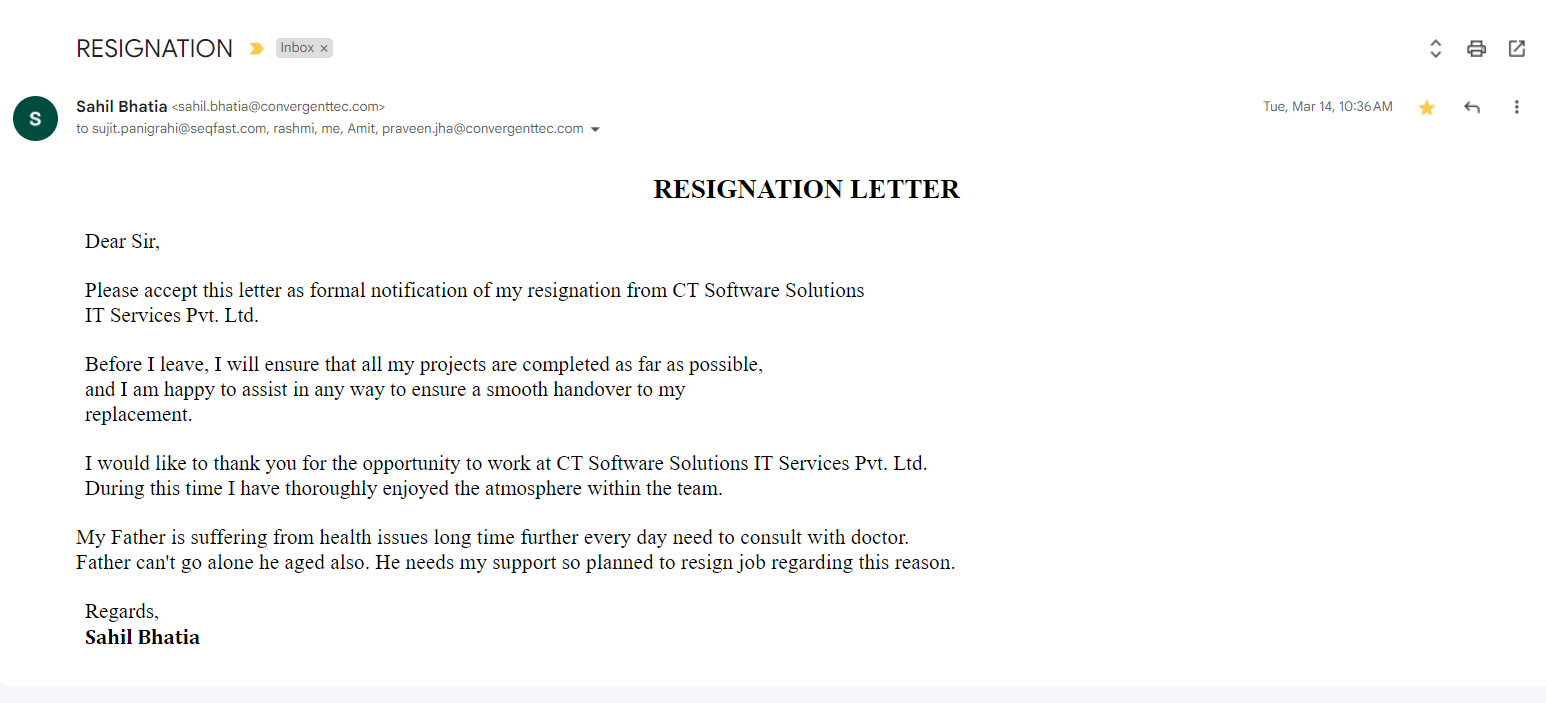 RESIGNATION
Inbox ×
Sahil Bhatia <sahil.bhatia@convergenttec.com>
Tue, Mar 14, 10:36 AM
to sujit.panigrahi@seqfast.com, rashmi, me, Amit, praveen.jha@convergenttec.com
S
RESIGNATION LETTER
Dear Sir,
Please accept this letter as formal notification of my resignation from CT Software Solutions
IT Services Pvt. Ltd.
Before I leave, I will ensure that all my projects are completed as far as possible,
and I am happy to assist in any way to ensure a smooth handover to my
replacement.
I would like to thank you for the opportunity to work at CT Software Solutions IT Services Pvt. Ltd.
During this time I have thoroughly enjoyed the atmosphere within the team.
My Father is suffering from health issues long time further every day need to consult with doctor.
Father can't go alone he aged also. He needs my support so planned to resign job regarding this reason.
Regards,
Sahil Bhatia